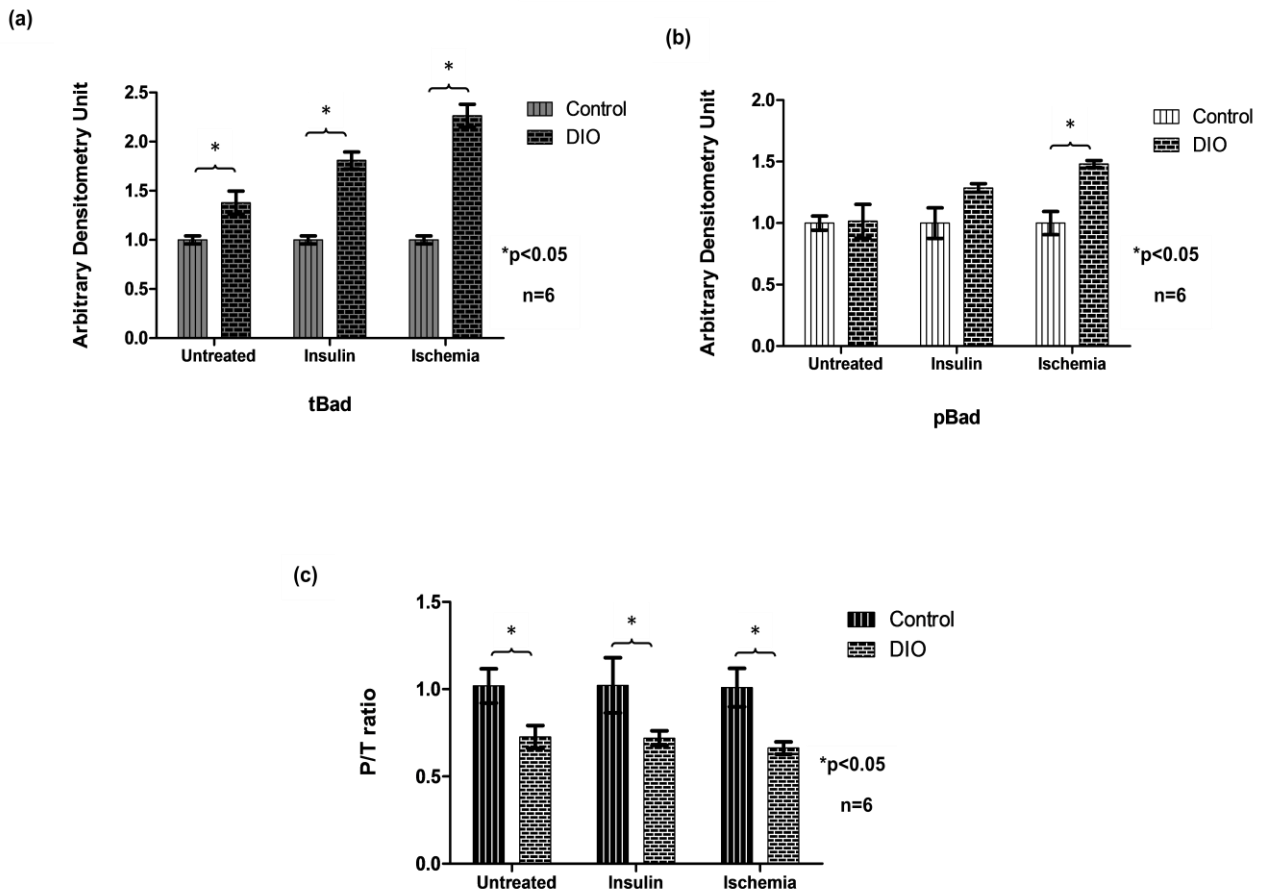 (a)
Arbitrary Densitometry Unit
2.5
2.0
1.5
1.0
0.5
0.0
*
*
*
Control
DIO
*p<0.05
n=6
Untreated Insulin Ischemia
tBad
(b)
Arbitrary Densitometry Unit
2.0
1.5
1.0
0.5
0.0
*
Control
DIO
*p<0.05
n=6
Untreated Insulin Ischemia
pBad
(c)
P/T ratio
1.5
1.0
0.5
0.0
*
*
*
Control
DIO
*p<0.05
n=6
Untreated Insulin Ischemia